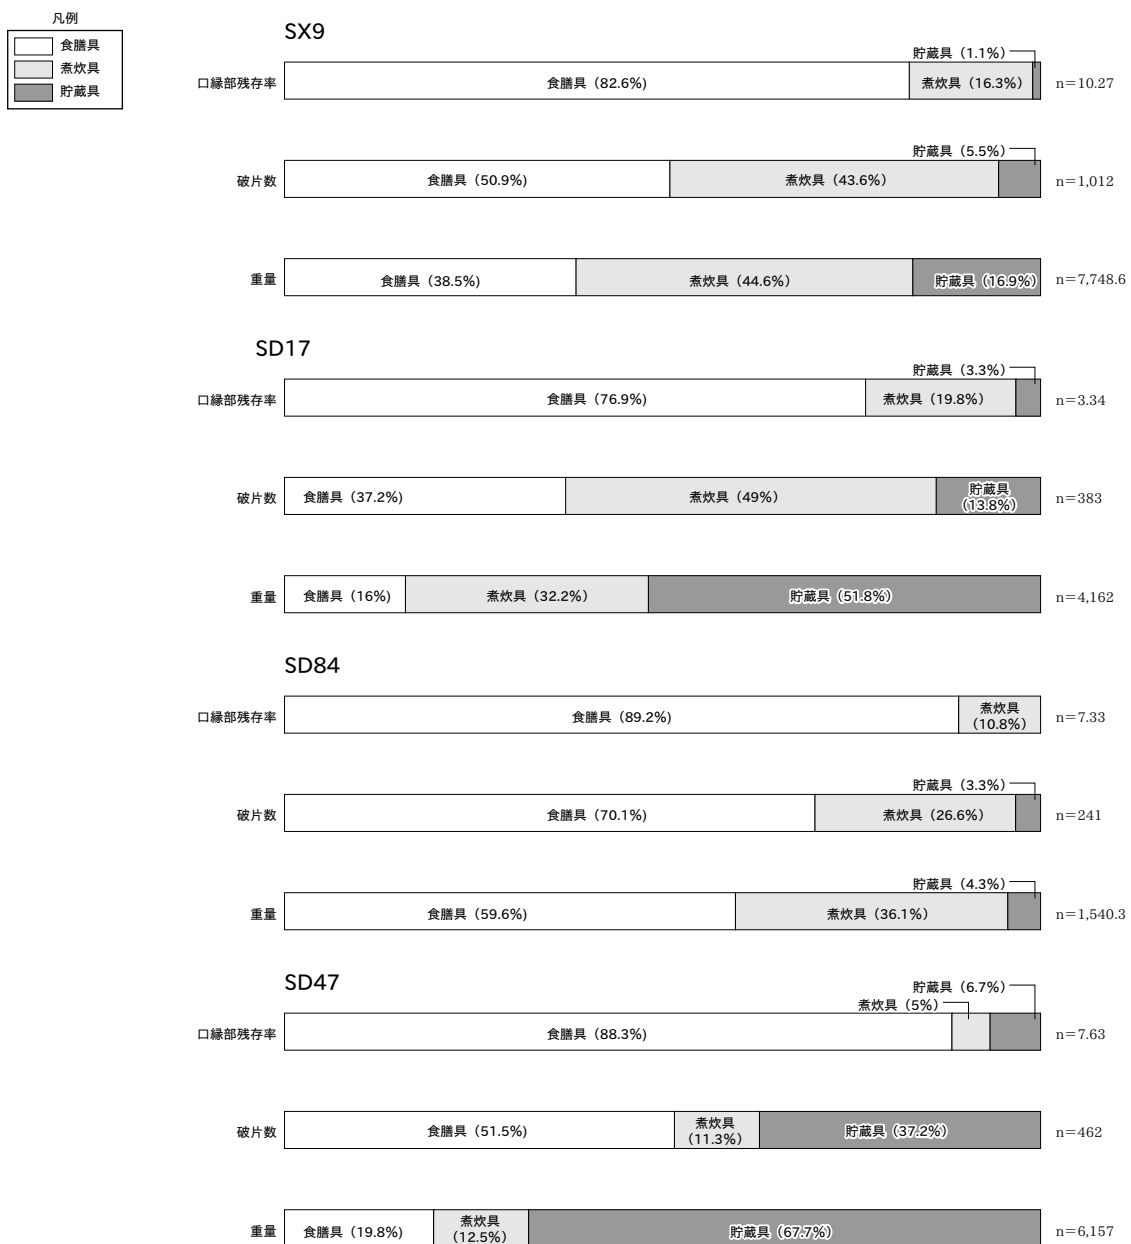 凡例
食膳具
煮炊具
貯蔵具
SX9
貯蔵具（1.1%）
口縁部残存率
食膳具（82.6%)
煮炊具（16.3%）
n＝10.27
貯蔵具（5.5%）
破片数
食膳具（50.9%)
煮炊具（43.6%）
n＝1,012
重量
食膳具（38.5%)
煮炊具（44.6%）
貯蔵具（16.9%）
n＝7,748.6
SD17
貯蔵具（3.3%）
口縁部残存率
食膳具（76.9%)
煮炊具（19.8%）
n＝3.34
破片数
食膳具（37.2%)
煮炊具（49%）
貯蔵具
（13.8%）
n＝383
重量
食膳具（16%)
煮炊具（32.2%）
貯蔵具（51.8%）
n＝4,162
SD84
口縁部残存率
食膳具（89.2%)
煮炊具
（10.8%）
n＝7.33
貯蔵具（3.3%）
破片数
食膳具（70.1%)
煮炊具（26.6%）
n＝241
貯蔵具（4.3%）
重量
食膳具（59.6%)
煮炊具（36.1%）
n＝1,540.3
SD47
貯蔵具（6.7%）
煮炊具（5%）
口縁部残存率
食膳具（88.3%)
n＝7.63
破片数
食膳具（51.5%)
煮炊具
（11.3%）
貯蔵具（37.2%）
n＝462
重量
食膳具（19.8%)
煮炊具
（12.5%）
貯蔵具（67.7%）
n＝6,157